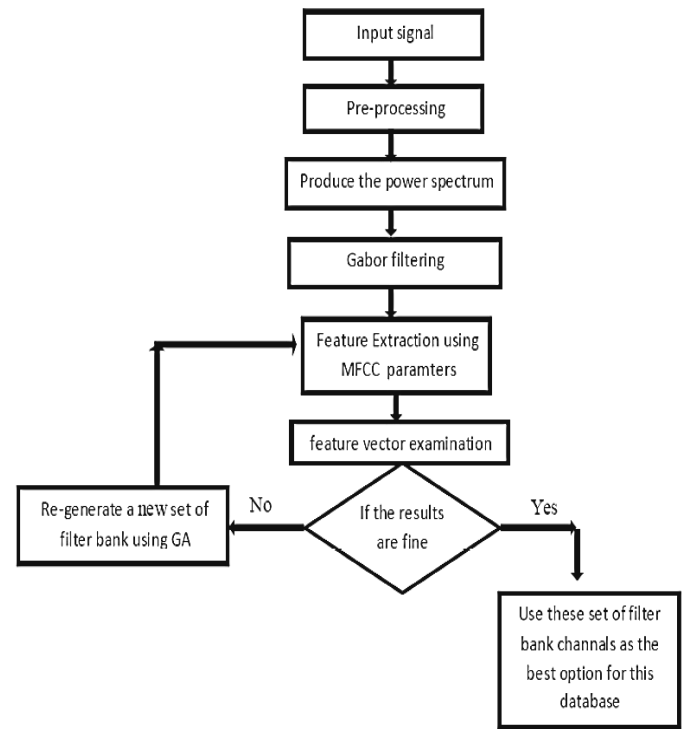 Input signal
Pre-processing
Produce the power spectrum
Gabor filtering
Feature Extraction using
MFCC paramters
feature vector examination
If the results
are fine
No
Yes
Re-generate a new set of
filter bank using GA
Use these set of filter
bank channels as the
best option for this
database